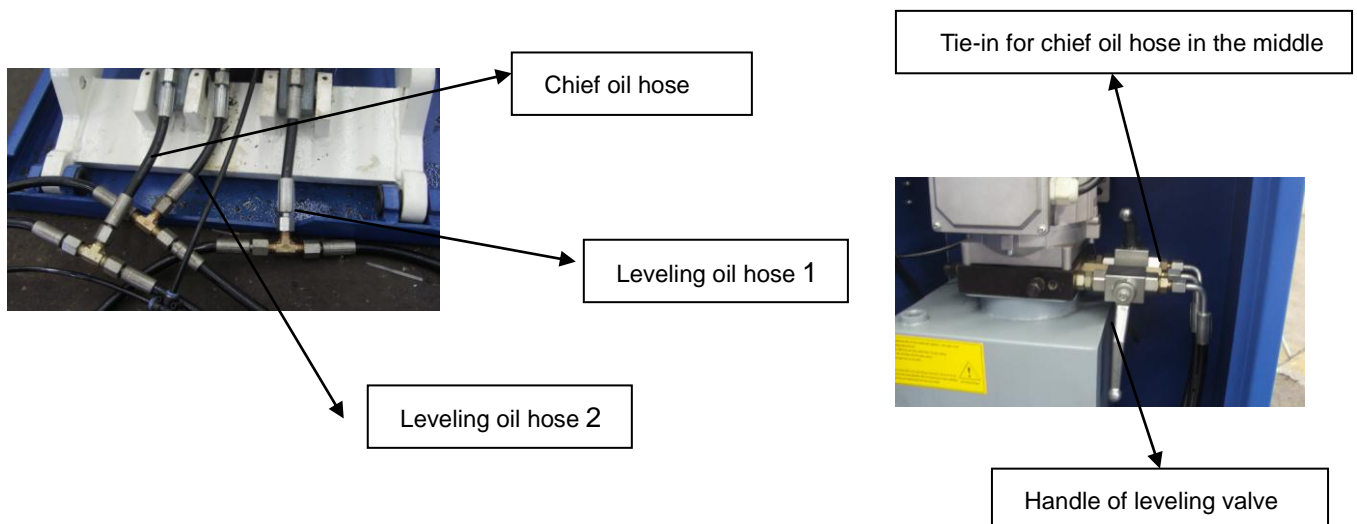 Tie-in for chief oil hose in the middle
Chief oil hose
Leveling oil hose 1
Leveling oil hose 2
Handle of leveling valve